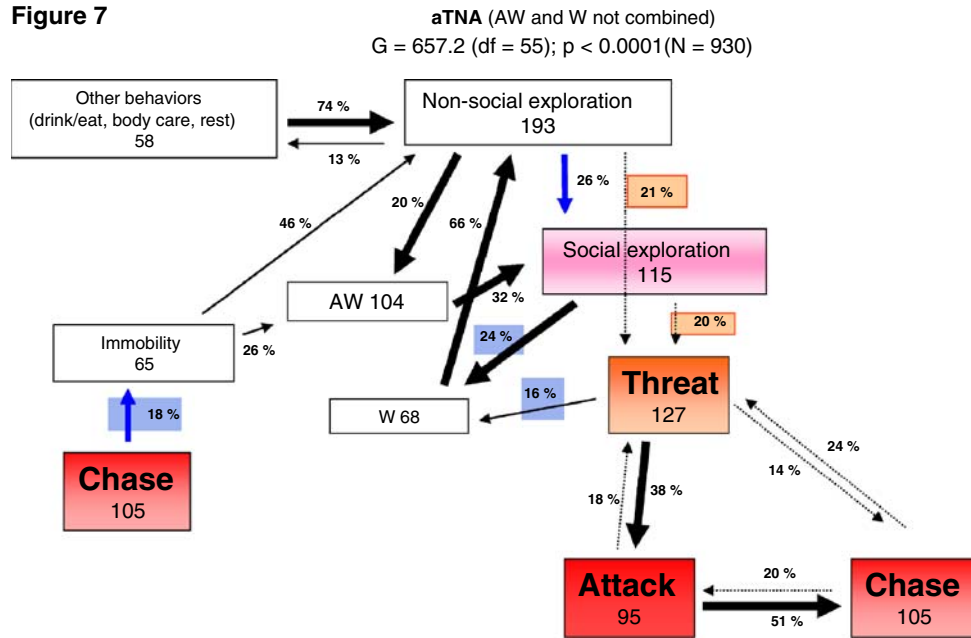 Figure 7
aTNA (AW and W not combined)
G = 657.2 (df = 55); p < 0.0001(N = 930)
Other behaviors
(drink/eat, body care, rest)
58
74 %
13 %
Non-social exploration
193
46 %
20 %
66 %
26 %
21 %
Social exploration
115
AW 104
32 %
Immobility
65
26 %
24 %
20 %
18 %
W 68
16 %
Threat
127
Chase
105
18 %
38 %
14 %
24 %
Attack
95
20 %
51 %
Chase
105